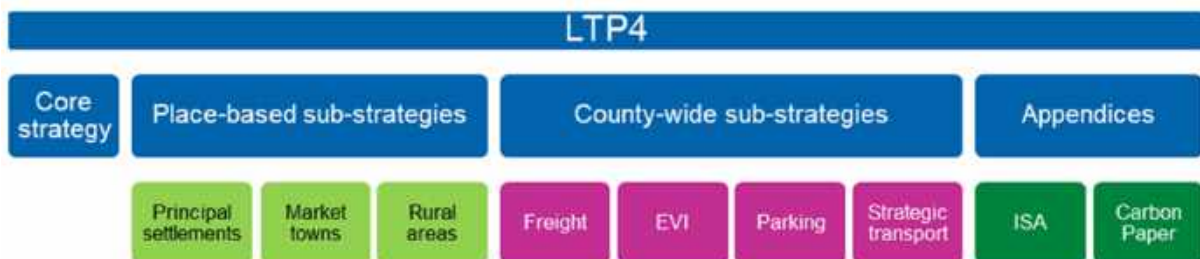 LTP4
Core
strategy
Place-based sub-strategies
County-wide sub-strategies
Appendices
Principal
settlements
Market
towns
Rural
areas
Freight
EVI
Parking
Strategic
transport
ISA
Carbon
Paper